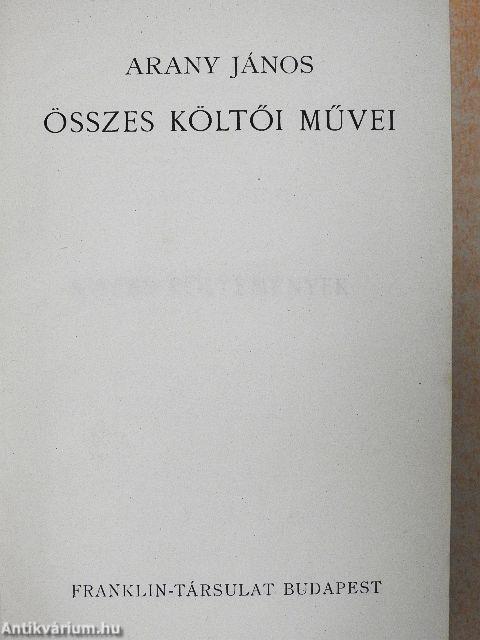 ARANY JÁNOS
ÖSSZES KÖLTŐI MŰVEI
FRANKLIN-TÁRSULAT BUDAPEST
Antikvárium.hu